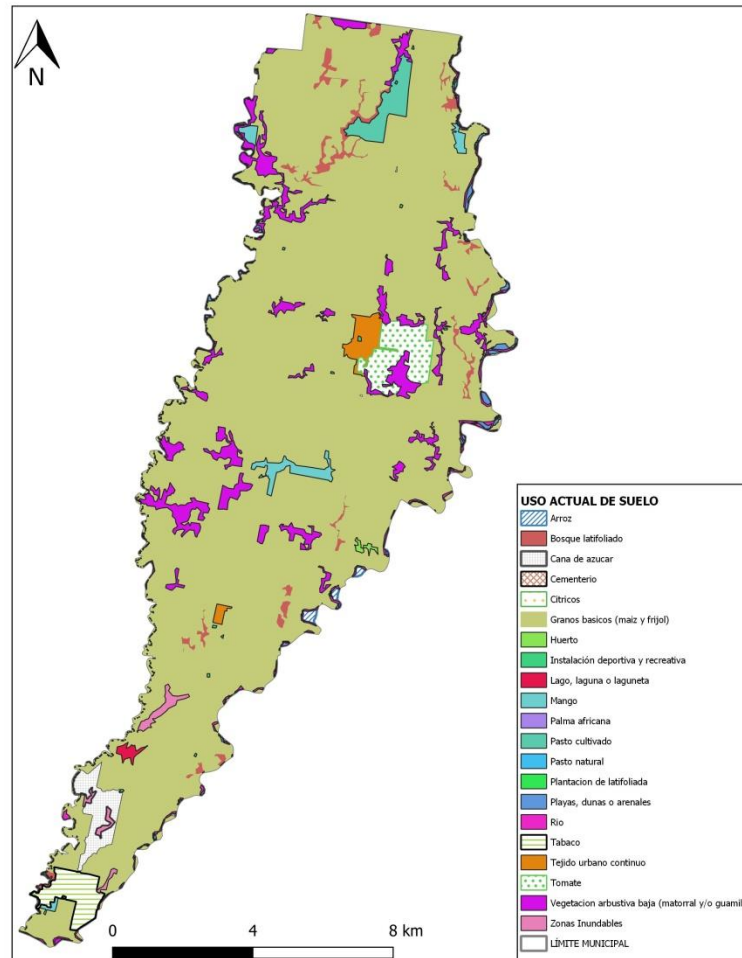 N
USO ACTUAL DE SUELO
Arroz
Bosque latifoliado
Cana de azucar
Cementerio
Citricos
Granos basicos (maiz y frijol)
Huerto
Instalación deportiva y recreativa
Lago, laguna o laguneta
Mango
Palma africana
Pasto cultivado
Pasto natural
Plantacion de latifoliada
Playas, dunas o arenales
Rio
Tabaco
Tejido urbano continuo
Tomate
Vegetacion arbustiva baja (matorral y/o guamil
Zonas Inundables
LÍMITE MUNICIPAL
0 4 8 km